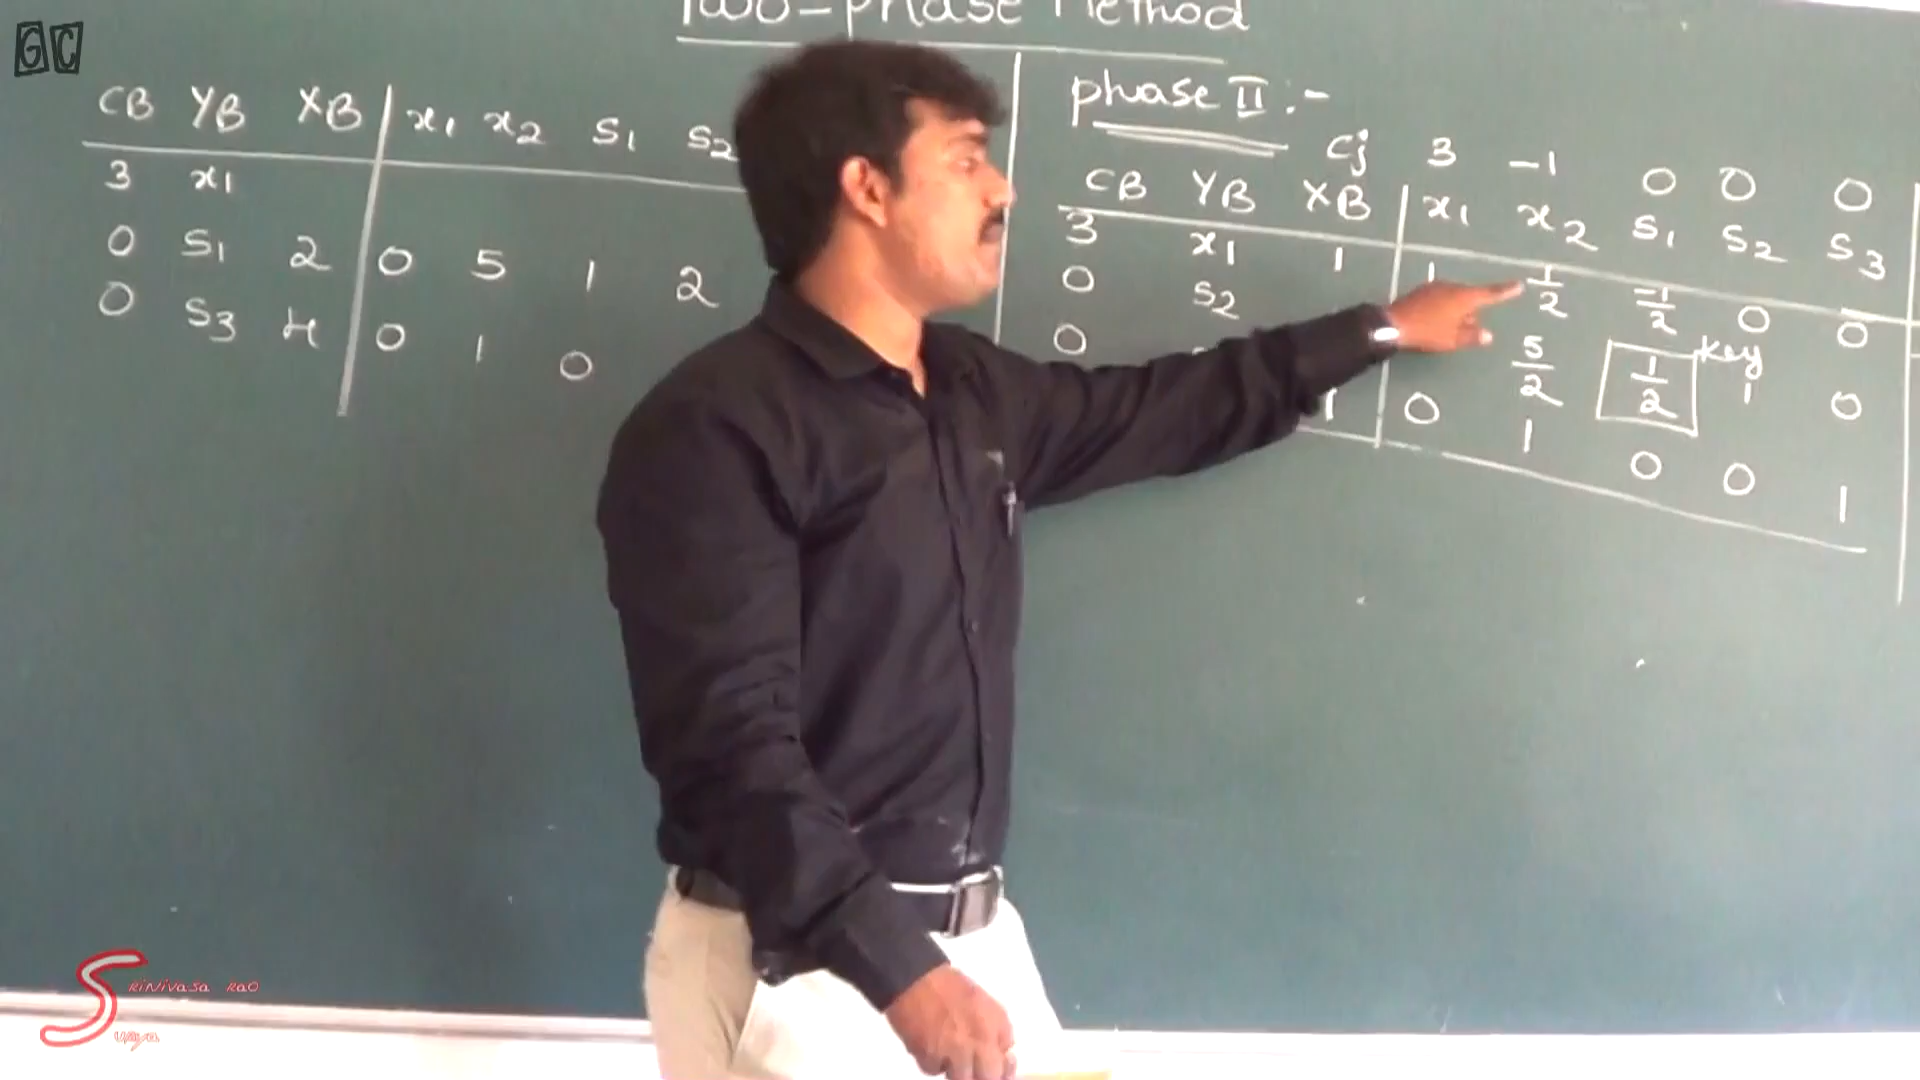 Two-phase Method
GC
CB YB XB x1 x2 S1 S2
3 x1
0 S1 2 0 5 1 2
0 S3 4 0 1 0
phase II :-
Cj 3 -1 0 0 0
CB YB XB x1 x2 S1 S2 S3
3 x1 1 1 1/2 -1/2 0 0
0 S2 5/2 1/2 key 1 0
0 1 0 1 0 0 1
SRiNiVaSa RaO